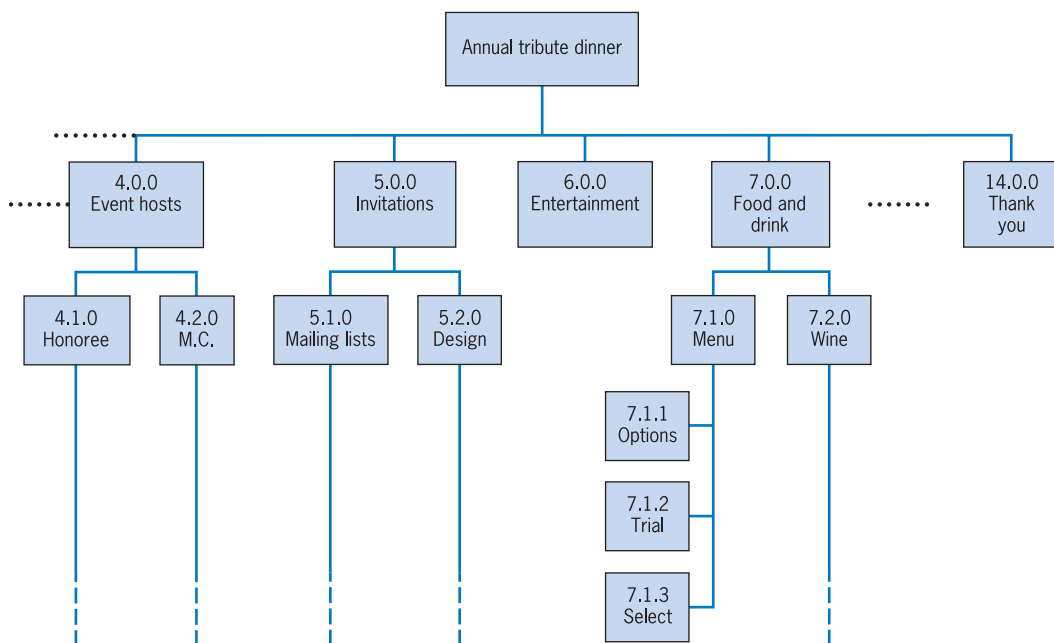 Annual tribute dinner
4.0.0
Event hosts
5.0.0
Invitations
6.0.0
Entertainment
7.0.0
Food and
drink
14.0.0
Thank
you
4.1.0
Honoree
4.2.0
M.C.
5.1.0
Mailing lists
5.2.0
Design
7.1.0
Menu
7.2.0
Wine
7.1.1
Options
7.1.2
Trial
7.1.3
Select